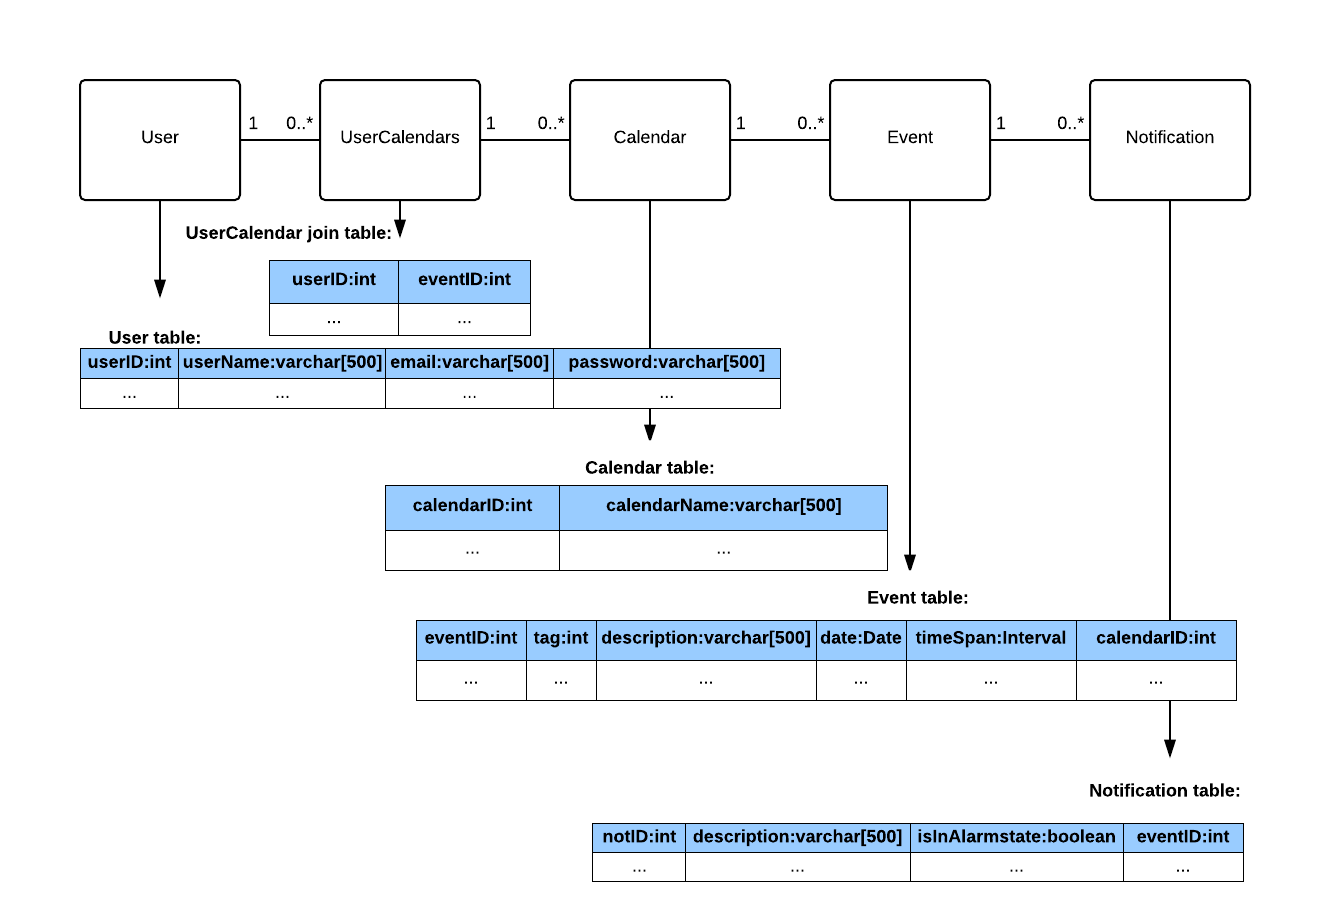 User
1 0..*
UserCalendars
1 0..*
Calendar
1 0..*
Event
1 0..*
Notification
UserCalendar join table:
userID:int eventID:int
... ...
User table:
userID:int userName:varchar[500] email:varchar[500] password:varchar[500]
... ... ... ...
Calendar table:
calendarID:int calendarName:varchar[500]
... ...
Event table:
eventID:int tag:int description:varchar[500] date:Date timeSpan:Interval calendarID:int
... ... ... ... ... ...
Notification table:
notID:int description:varchar[500] isInAlarmstate:boolean eventID:int
... ... ... ...